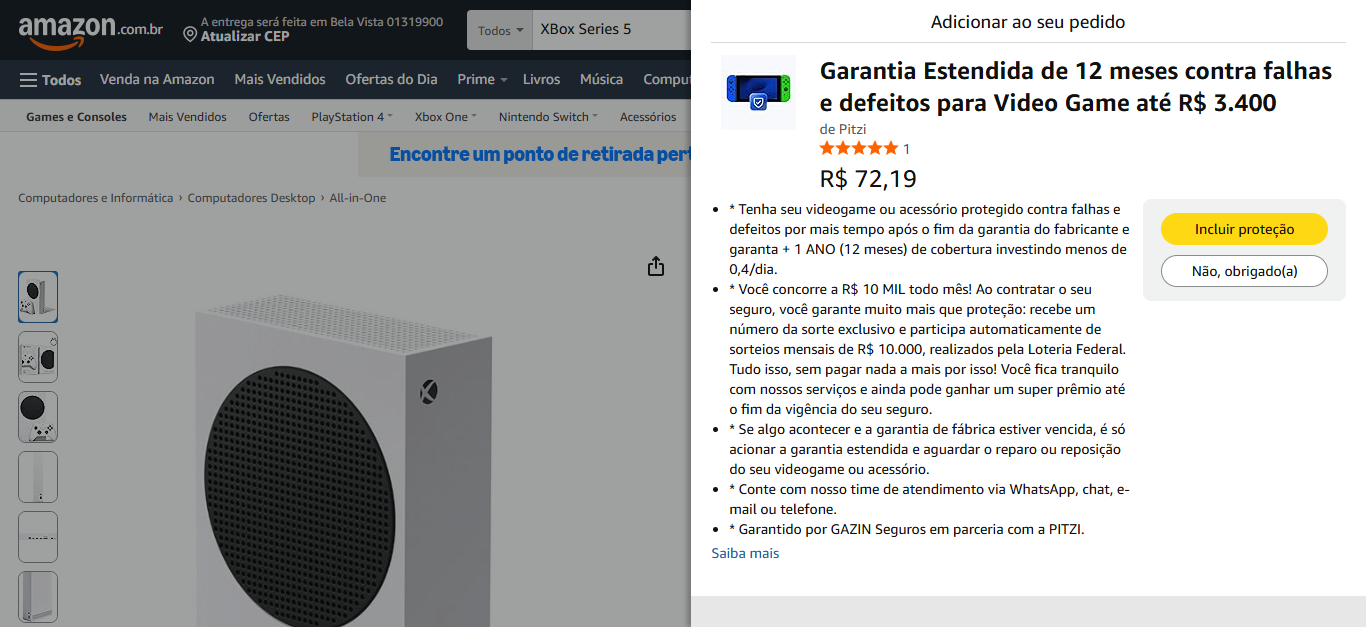 amazon.com.br
A entrega será feita em Bela Vista 01319900
Atualizar CEP
Todos
XBox Series 5
Todos
Venda na Amazon
Mais Vendidos
Ofertas do Dia
Prime
Livros
Música
Comput
Games e Consoles
Mais Vendidos
Ofertas
PlayStation 4
Xbox One
Nintendo Switch
Acessórios
Encontre um ponto de retirada pert
Computadores e Informática › Computadores Desktop › All-in-One
Adicionar ao seu pedido
Garantia Estendida de 12 meses contra falhas
e defeitos para Video Game até R$ 3.400
de Pitzi
1
R$ 72,19
* Tenha seu videogame ou acessório protegido contra falhas e
defeitos por mais tempo após o fim da garantia do fabricante e
garanta + 1 ANO (12 meses) de cobertura investindo menos de
0,4/dia.
* Você concorre a R$ 10 MIL todo mês! Ao contratar o seu
seguro, você garante muito mais que proteção: recebe um
número da sorte exclusivo e participa automaticamente de
sorteios mensais de R$ 10.000, realizados pela Loteria Federal.
Tudo isso, sem pagar nada a mais por isso! Você fica tranquilo
com nossos serviços e ainda pode ganhar um super prêmio até
o fim da vigência do seu seguro.
* Se algo acontecer e a garantia de fábrica estiver vencida, é só
acionar a garantia estendida e aguardar o reparo ou reposição
do seu videogame ou acessório.
* Conte com nosso time de atendimento via WhatsApp, chat, e-
mail ou telefone.
* Garantido por GAZIN Seguros em parceria com a PITZI.
Saiba mais
Incluir proteção
Não, obrigado(a)